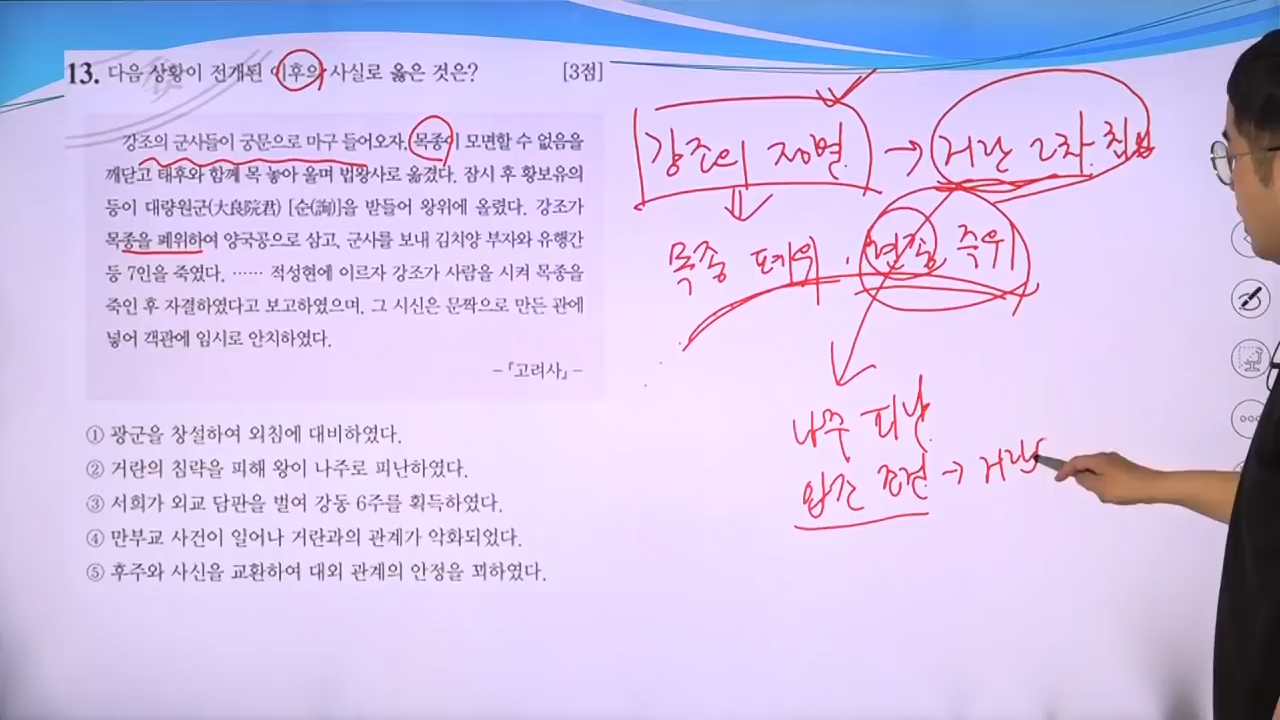 13. 다음 상황이 전개된 이후의 사실로 옳은 것은? [3점]
강조의 군사들이 궁문으로 마구 들어오자, 목종이 모면할 수 없음을
깨닫고 태후와 함께 목 놓아 울며 법왕사로 옮겼다. 잠시 후 황보유의
등이 대량원군(大良院君) [순(詢)]을 받들어 왕위에 올렸다. 강조가
목종을 폐위하여 양국공으로 삼고, 군사를 보내 김치양 부자와 유행간
등 7인을 죽였다. …… 적성현에 이르자 강조가 사람을 시켜 목종을
죽인 후 자결하였다고 보고하였으며, 그 시신은 문짝으로 만든 관에
넣어 객관에 임시로 안치하였다.
-「고려사」-
① 광군을 창설하여 외침에 대비하였다.
② 거란의 침략을 피해 왕이 나주로 피난하였다.
③ 서희가 외교 담판을 벌여 강동 6주를 획득하였다.
④ 만부교 사건이 일어나 거란과의 관계가 악화되었다.
⑤ 후주와 사신을 교환하여 대외 관계의 안정을 꾀하였다.
강조의 정변 → 거란 2차 침입
목종 폐위, 현종 즉위
나주 피난
입조 조건 → 거란